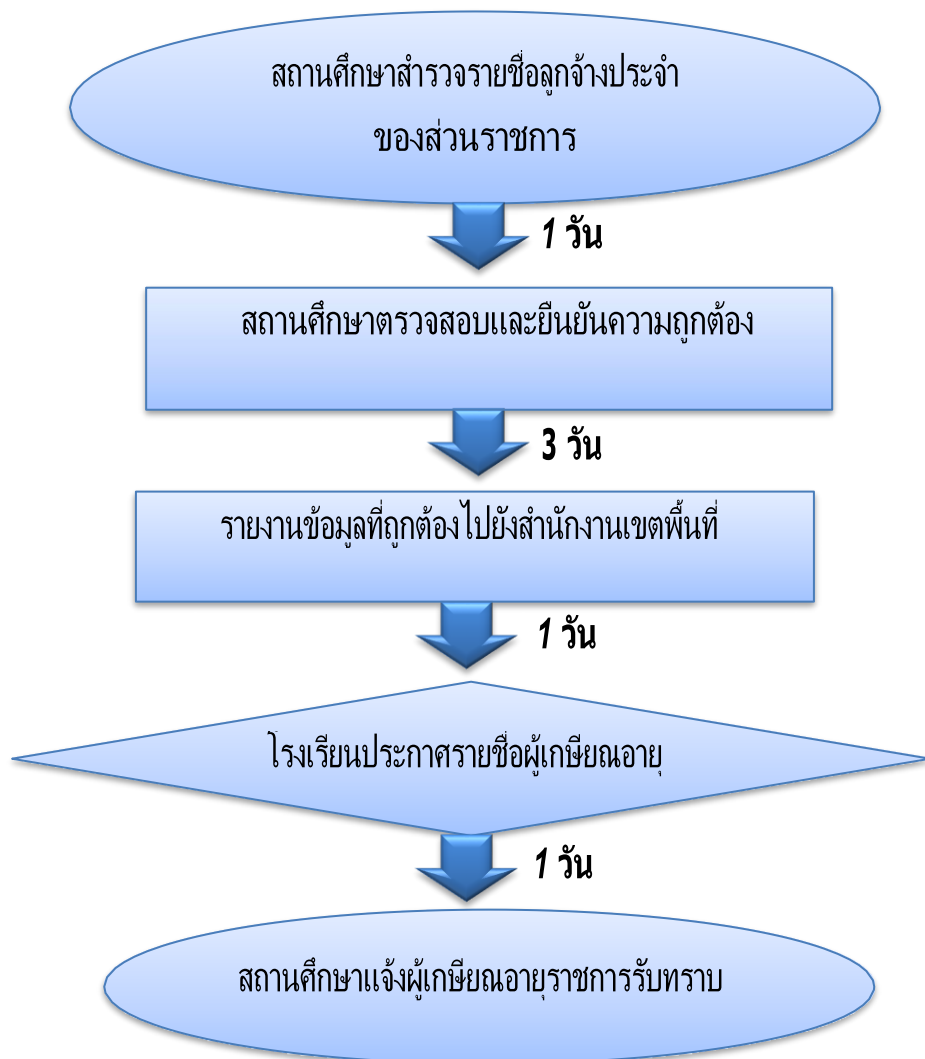 สถานศึกษาสำรวจรายชื่อลูกจ้างประจำ
ของส่วนราชการ
1 วัน
สถานศึกษาตรวจสอบและยืนยันความถูกต้อง
3 วัน
รายงานข้อมูลที่ถูกต้องไปยังสำนักงานเขตพื้นที่
1 วัน
โรงเรียนประกาศรายชื่อผู้เกษียณอายุ
1 วัน
สถานศึกษาแจ้งผู้เกษียณอายุราชการรับทราบ